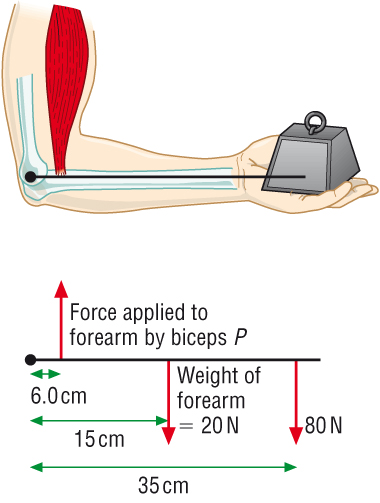 Force applied to
forearm by biceps P
6.0 cm
Weight of
forearm
= 20 N
80 N
15 cm
35 cm